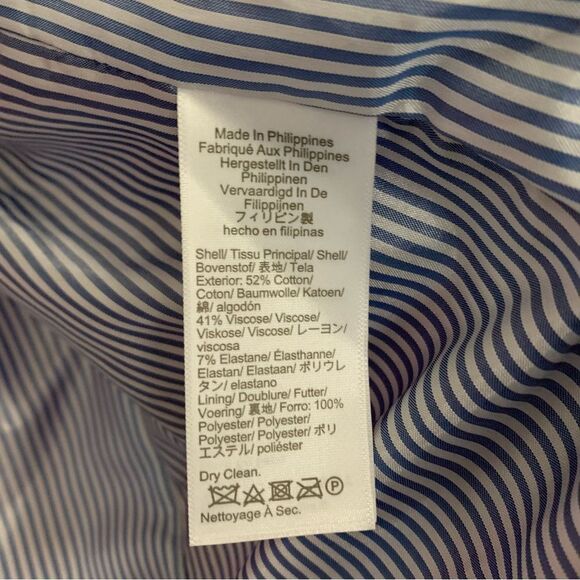 Made In Philippines
Fabriqué Aux Philippines
Hergestellt In Den
Philippinen
Vervaardigd In De
Filippijnen
フィリピン製
hecho en filipinas
Shell/ Tissu Principal/ Shell/
Bovenstof/ 表地/ Tela
Exterior: 52% Cotton/
Coton/ Baumwolle/ Katoen/
綿/ algodón
41% Viscose/ Viscose/
Viskose/ Viscose/ レーヨン/
viscosa
7% Elastane/ Élasthanne/
Elastan/ Elastaan/ ポリウレ
タン/ elastano
Lining/ Doublure/ Futter/
Voering/ 裏地/ Forro: 100%
Polyester/ Polyester/
Polyester/ Polyester/ ポリ
エステル/ poliéster
Dry Clean.
P
Nettoyage À Sec.